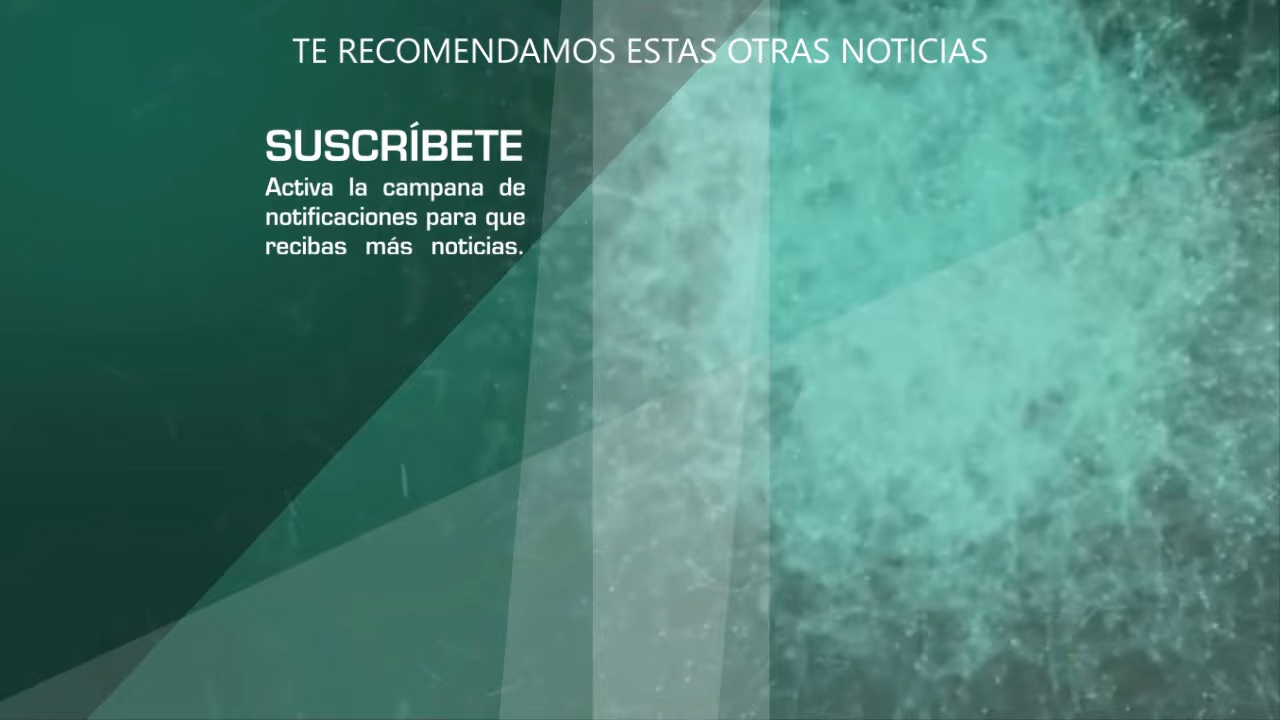 TE RECOMENDAMOS ESTAS OTRAS NOTICIAS
SUSCRÍBETE
Activa la campana de
notificaciones para que
recibas más noticias.